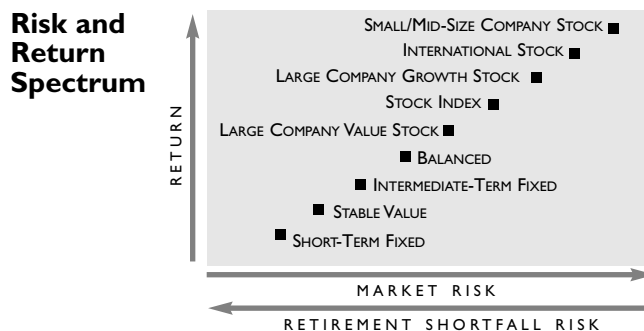 Risk and
Return
Spectrum
SMALL/MID-SIZE COMPANY STOCK
INTERNATIONAL STOCK
LARGE COMPANY GROWTH STOCK
STOCK INDEX
LARGE COMPANY VALUE STOCK
BALANCED
INTERMEDIATE-TERM FIXED
STABLE VALUE
SHORT-TERM FIXED
RETURN
MARKET RISK
RETIREMENT SHORTFALL RISK